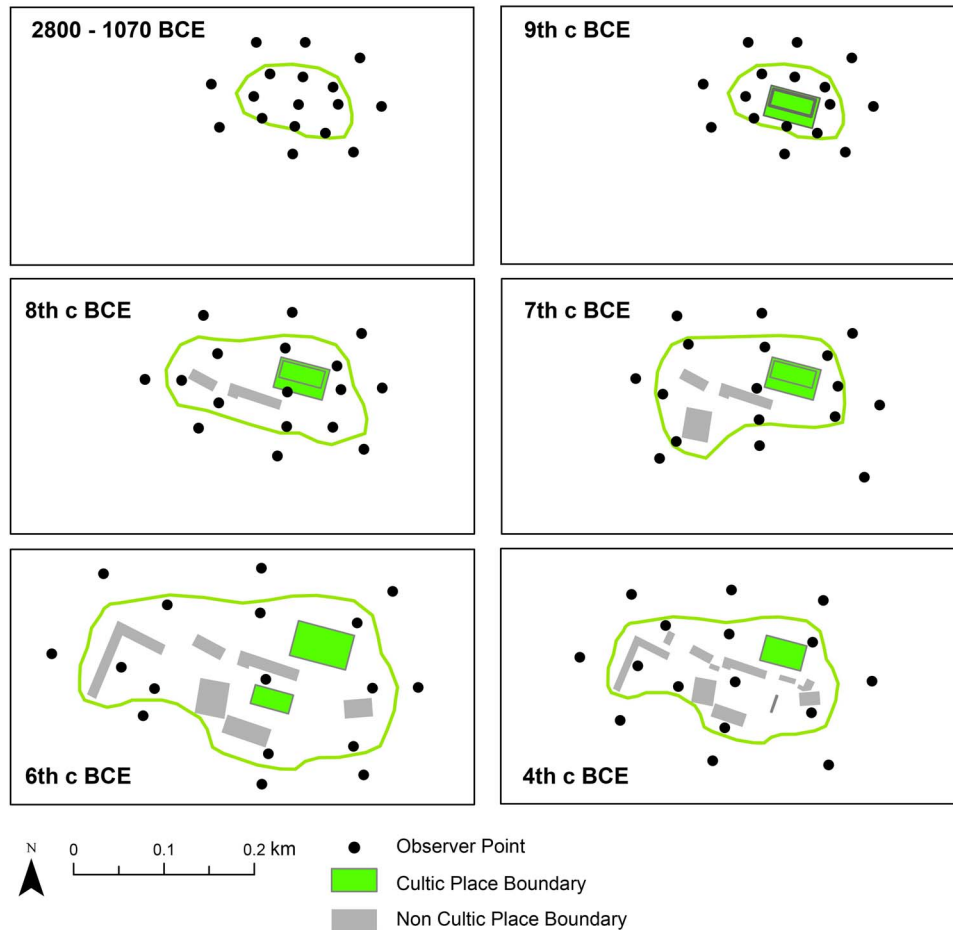 2800 - 1070 BCE
9th c BCE
8th c BCE
7th c BCE
6th c BCE
4th c BCE
N
0 0.1 0.2 km
Observer Point
Cultic Place Boundary
Non Cultic Place Boundary